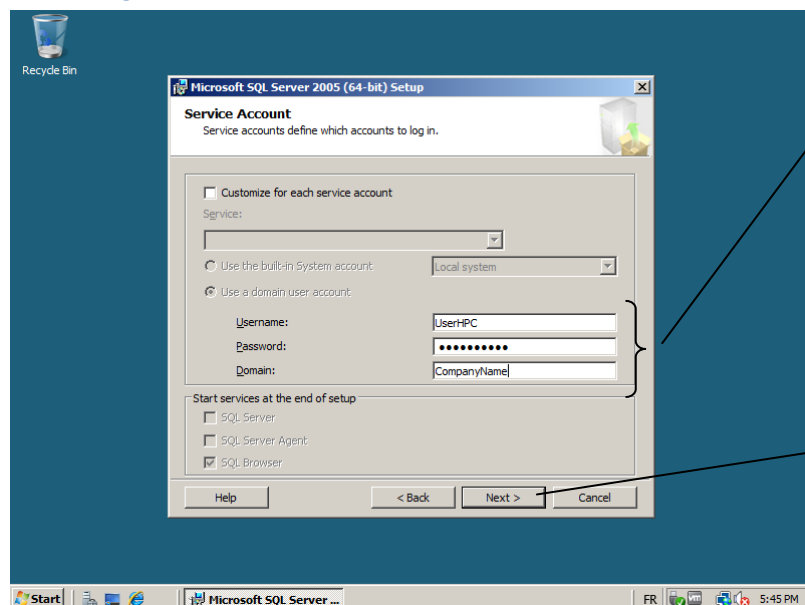 Recycle Bin
Microsoft SQL Server 2005 (64-bit) Setup
Service Account
Service accounts define which accounts to log in.
Customize for each service account
Service:
Use the built-in System account
Local system
Use a domain user account
Username:
UserHPC
Password:
••••••••••
Domain:
CompanyName
Start services at the end of setup
SQL Server
SQL Server Agent
SQL Browser
Help
< Back
Next >
Cancel
Start
Microsoft SQL Server ...
FR
5:45 PM